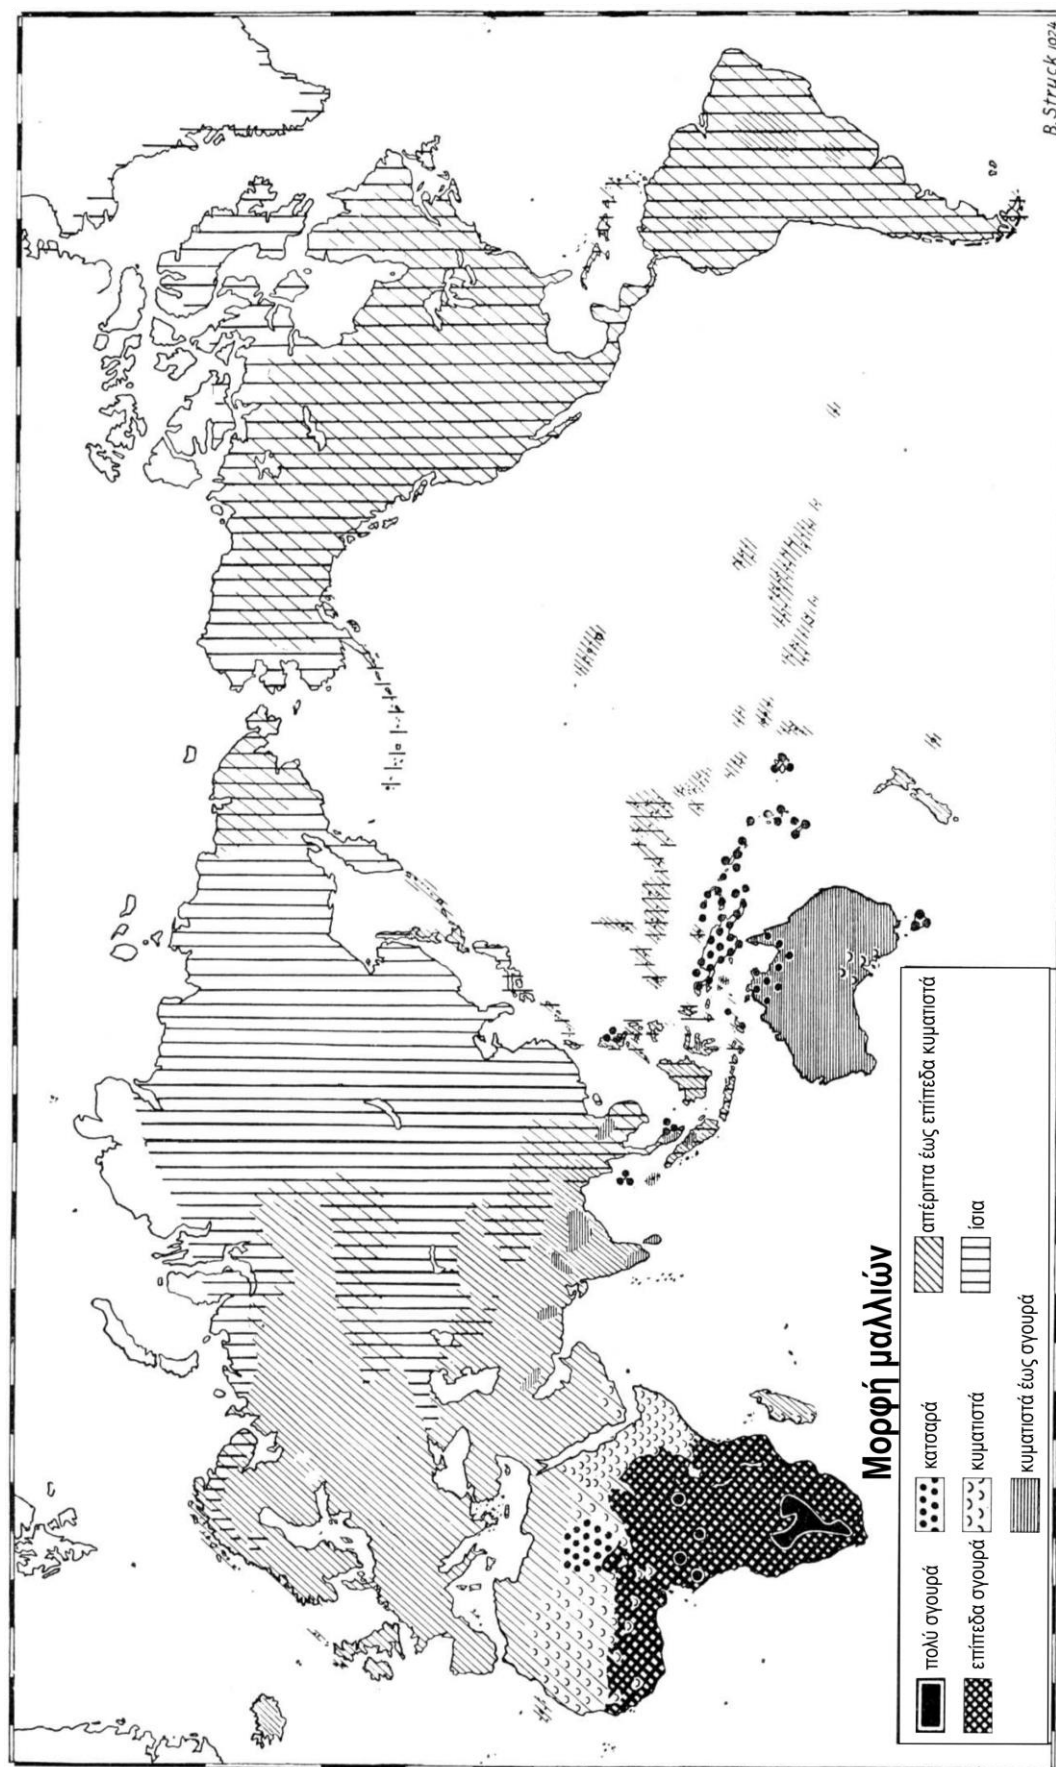 B. Struck 1924
Μορφή μαλλιών
πολύ σγουρά
κατσαρά
απέριττα έως επίπεδα κυματιστά
επίπεδα σγουρά
κυματιστά
ίσια
κυματιστά έως σγουρά